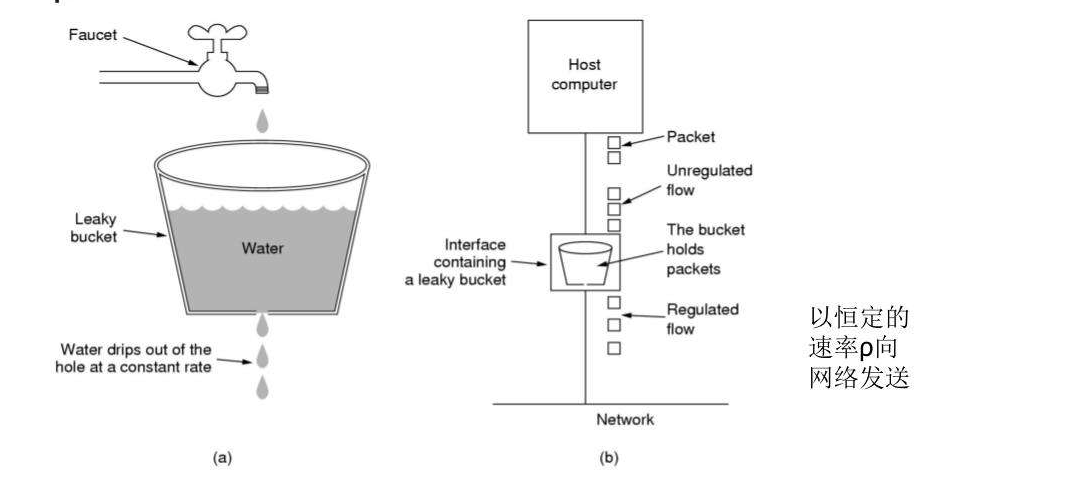 Faucet
Leaky
bucket
Water
Water drips out of the
hole at a constant rate
(a)
Host
computer
Packet
Unregulated
flow
The bucket
holds
packets
Interface
containing
a leaky bucket
Regulated
flow
Network
(b)
以恒定的
速率ρ向
网络发送